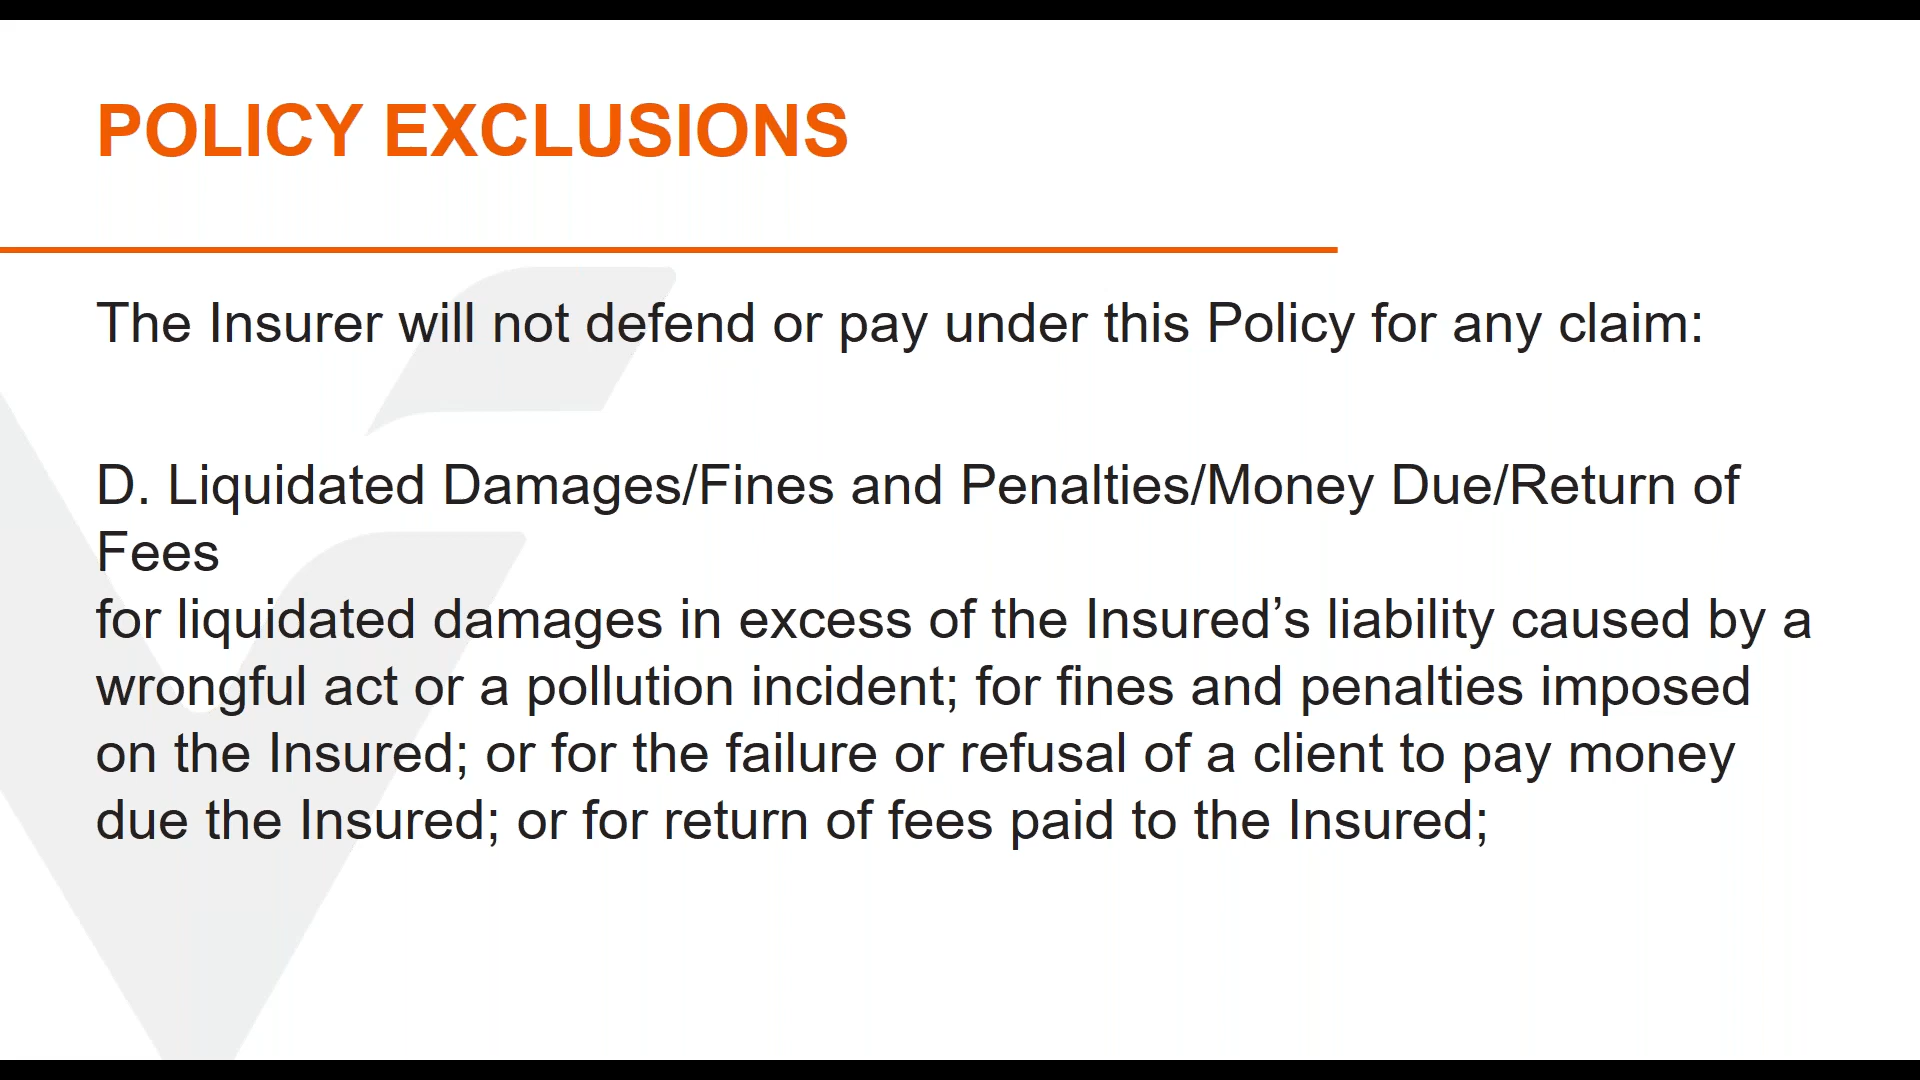 POLICY EXCLUSIONS
The Insurer will not defend or pay under this Policy for any claim:
D. Liquidated Damages/Fines and Penalties/Money Due/Return of
Fees
for liquidated damages in excess of the Insured’s liability caused by a
wrongful act or a pollution incident; for fines and penalties imposed
on the Insured; or for the failure or refusal of a client to pay money
due the Insured; or for return of fees paid to the Insured;